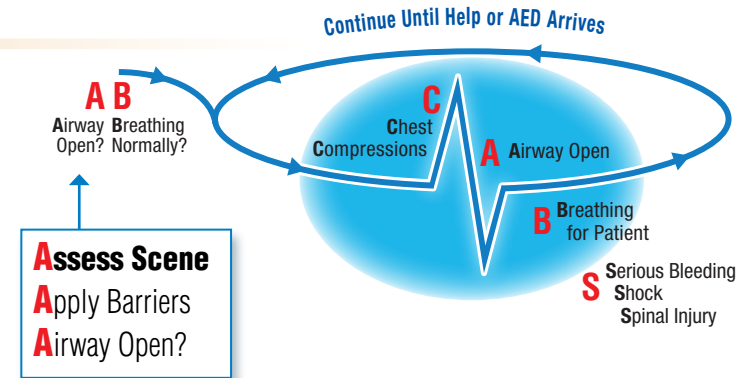 Continue Until Help or AED Arrives
A B
Airway Breathing
Open? Normally?
C
Chest
Compressions
A Airway Open
B Breathing
for Patient
S Serious Bleeding
Shock
Spinal Injury
Assess Scene
Apply Barriers
Airway Open?